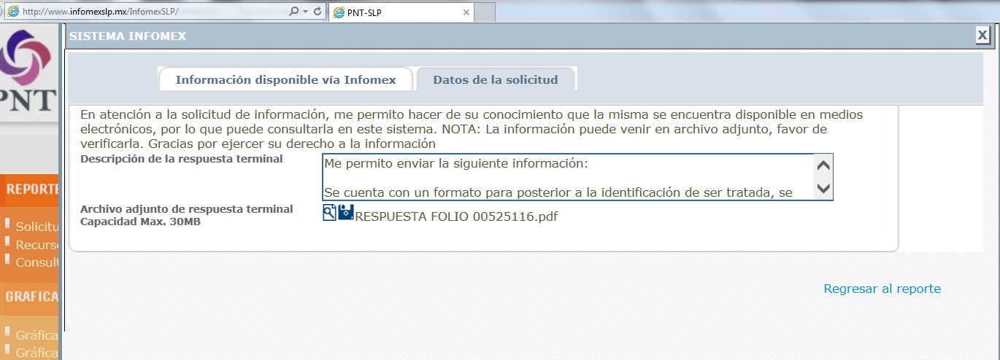 http://www.infomexslp.mx/InfomexSLP/
PNT-SLP
SISTEMA INFOMEX
X
PNT
Información disponible vía Infomex
Datos de la solicitud
En atención a la solicitud de información, me permito hacer de su conocimiento que la misma se encuentra disponible en medios
electrónicos, por lo que puede consultarla en este sistema. NOTA: La información puede venir en archivo adjunto, favor de
verificarla. Gracias por ejercer su derecho a la información
Descripción de la respuesta terminal
Me permito enviar la siguiente información:
Se cuenta con un formato para posterior a la identificación de ser tratada, se
Archivo adjunto de respuesta terminal
Capacidad Max. 30MB
RESPUESTA FOLIO 00525116.pdf
Regresar al reporte
REPORTE
Solicitu
Recurs
Consult
GRAFICA
Gráfica
Gráfica